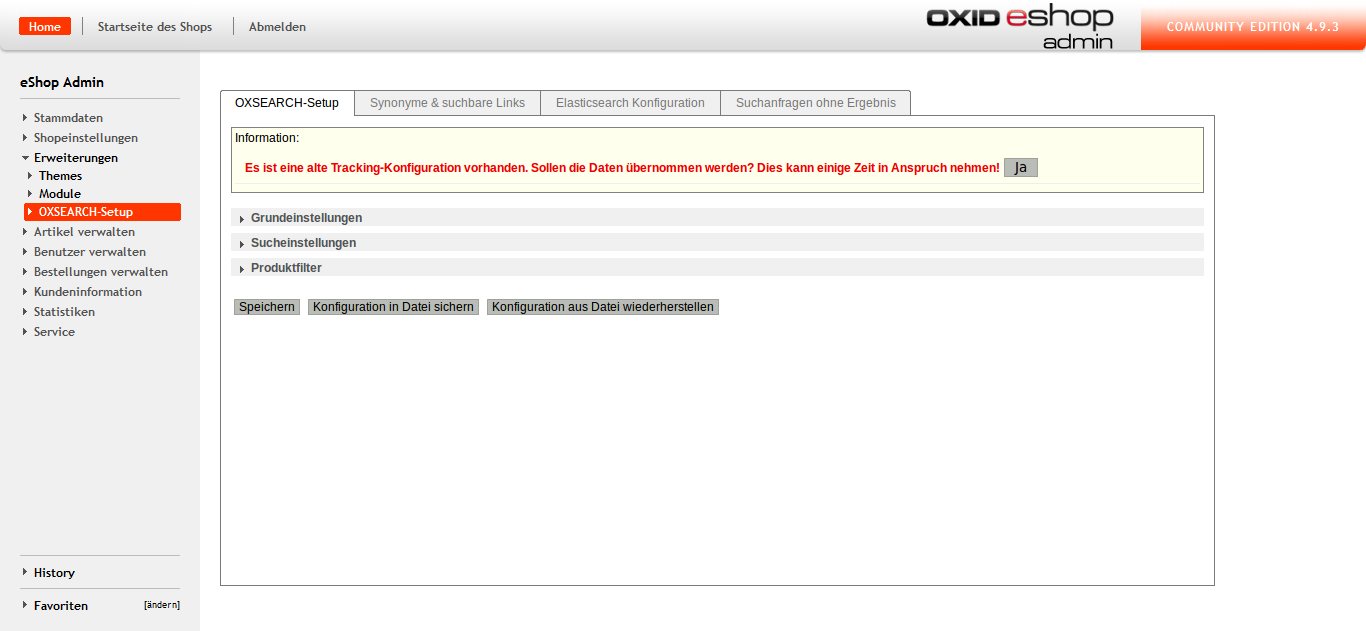 Home
Startseite des Shops
Abmelden
OXID eshop
admin
COMMUNITY EDITION 4.9.3
eShop Admin
Stammdaten
Shopeinstellungen
Erweiterungen
Themes
Module
OXSEARCH-Setup
Artikel verwalten
Benutzer verwalten
Bestellungen verwalten
Kundeninformation
Statistiken
Service
History
Favoriten [ändern]
OXSEARCH-Setup
Synonyme & suchbare Links
Elasticsearch Konfiguration
Suchanfragen ohne Ergebnis
Information:
Es ist eine alte Tracking-Konfiguration vorhanden. Sollen die Daten übernommen werden? Dies kann einige Zeit in Anspruch nehmen! Ja
Grundeinstellungen
Sucheinstellungen
Produktfilter
Speichern
Konfiguration in Datei sichern
Konfiguration aus Datei wiederherstellen